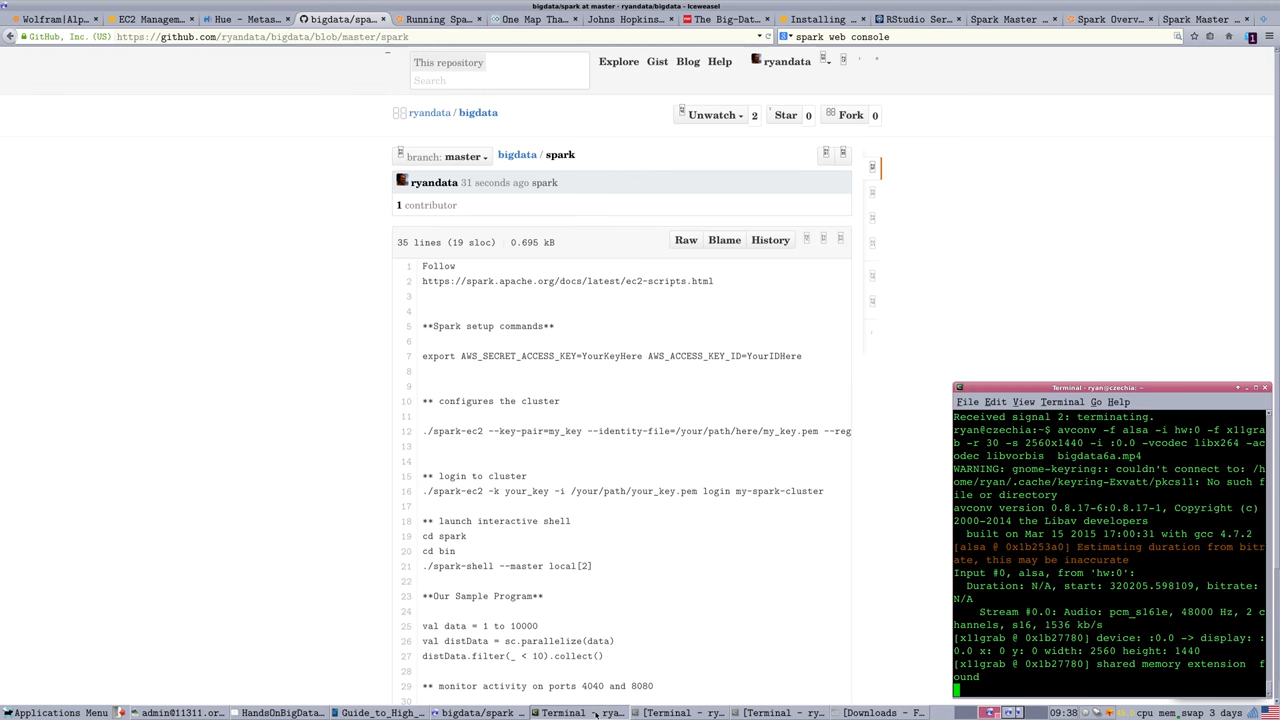 bigdata/spark at master · ryandata/bigdata - Iceweasel
Wolfram|Alp...
EC2 Managem...
Hue - Metas...
bigdata/spark a...
Running Spa...
One Map Tha...
Johns Hopkins...
The Big-Dat...
Installing ...
RStudio Ser...
Spark Master ...
Spark Overv...
Spark Master ...
GitHub, Inc. (US)
https://github.com/ryandata/bigdata/blob/master/spark
spark web console
1
This repository
Search
Explore Gist Blog Help
ryandata
ryandata / bigdata
Unwatch 2
Star 0
Fork 0
branch: master
bigdata / spark
ryandata 31 seconds ago spark
1 contributor
35 lines (19 sloc) 0.695 kB
Raw Blame History
1 Follow
2 https://spark.apache.org/docs/latest/ec2-scripts.html
3
4
5 **Spark setup commands**
6
7 export AWS_SECRET_ACCESS_KEY=YourKeyHere AWS_ACCESS_KEY_ID=YourIDHere
8
9
10 ** configures the cluster
11
12 ./spark-ec2 --key-pair=my_key --identity-file=/your/path/here/my_key.pem --reg
13
14
15 ** login to cluster
16 ./spark-ec2 -k your_key -i /your/path/your_key.pem login my-spark-cluster
17
18 ** launch interactive shell
19 cd spark
20 cd bin
21 ./spark-shell --master local[2]
22
23 **Our Sample Program**
24
25 val data = 1 to 10000
26 val distData = sc.parallelize(data)
27 distData.filter(_ < 10).collect()
28
29 ** monitor activity on ports 4040 and 8080
30
Terminal - ryan@czechia: ~
File Edit View Terminal Go Help
Received signal 2: terminating.
ryan@czechia:~$ avconv -f alsa -i hw:0 -f x11gra
b -r 30 -s 2560x1440 -i :0.0 -vcodec libx264 -ac
odec libvorbis bigdata6a.mp4
WARNING: gnome-keyring:: couldn't connect to: /h
ome/ryan/.cache/keyring-Exvatt/pkcs11: No such f
ile or directory
avconv version 0.8.17-6:0.8.17-1, Copyright (c)
2000-2014 the Libav developers
built on Mar 15 2015 17:00:31 with gcc 4.7.2
[alsa @ 0x1b253a0] Estimating duration from bitr
ate, this may be inaccurate
Input #0, alsa, from 'hw:0':
Duration: N/A, start: 320205.598109, bitrate:
N/A
Stream #0.0: Audio: pcm_s16le, 48000 Hz, 2 c
hannels, s16, 1536 kb/s
[x11grab @ 0x1b27780] device: :0.0 -> display: :
0.0 x: 0 y: 0 width: 2560 height: 1440
[x11grab @ 0x1b27780] shared memory extension f
ound
Applications Menu
admin@11311.or...
HandsOnBigData...
Guide_to_High_...
bigdata/spark ...
Terminal - rya...
[Terminal - ry...
[Terminal - ry...
[Downloads - F...
09:38
cpu mem swap 3 days